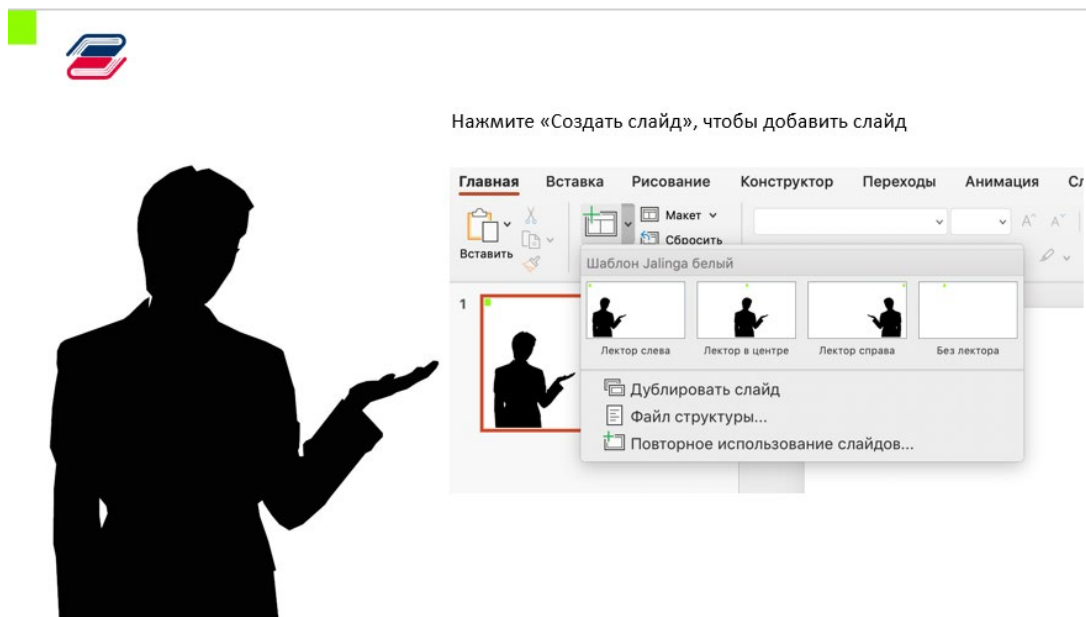 Нажмите «Создать слайд», чтобы добавить слайд
Главная Вставка Рисование Конструктор Переходы Анимация
Макет
Вставить
Сбросить
Шаблон Jalinga белый
1
Лектор слева Лектор в центре Лектор справа Без лектора
Дублировать слайд
Файл структуры...
Повторное использование слайдов...